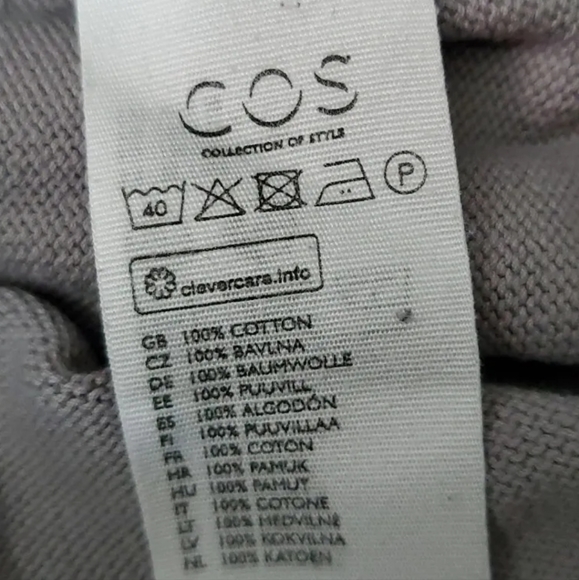 COS
COLLECTION OF STYLE
40
P
clevercare.info
GB 100% COTTON
CZ 100% BAVLNA
DE 100% BAUMWOLLE
EE 100% PUUVILL
ES 100% ALGODÓN
FI 100% PUUVILLAA
FR 100% COTON
HR 100% PAMUK
HU 100% PAMUT
IT 100% COTONE
LT 100% MEDVILNĖ
LV 100% KOKVILNA
NL 100% KATOEN